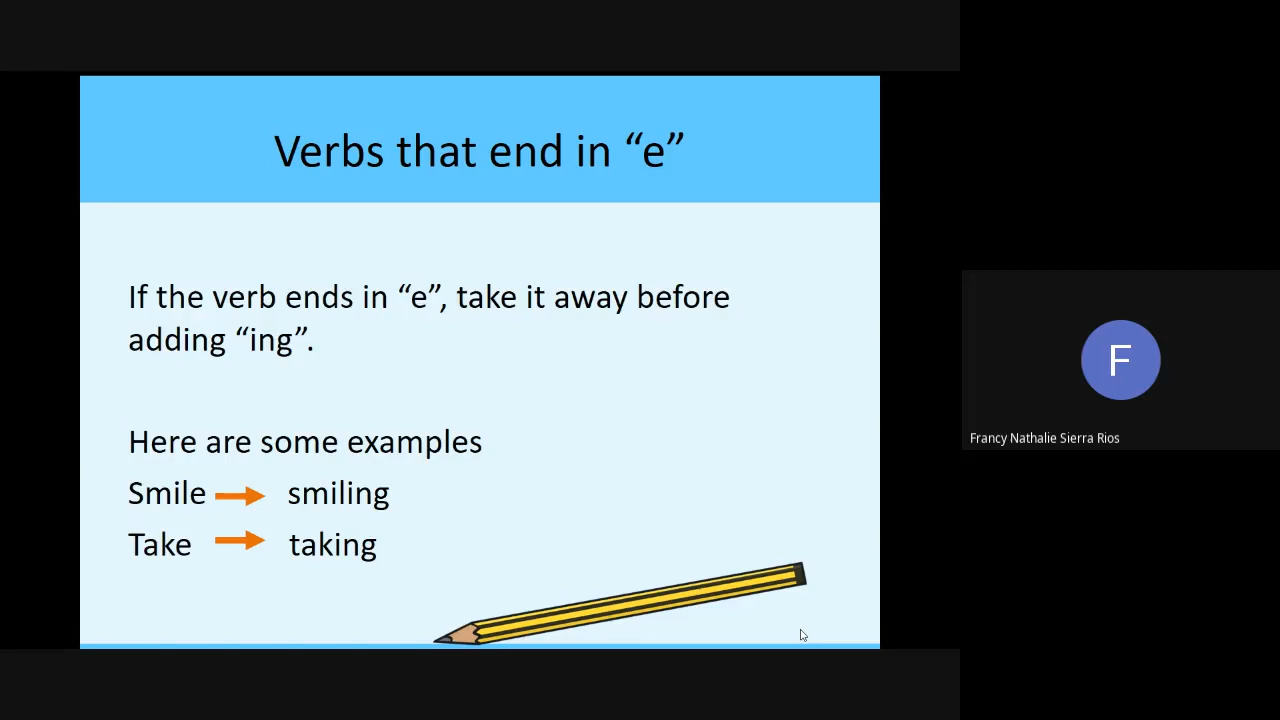 Verbs that end in “e”
If the verb ends in “e”, take it away before
adding “ing”.
Here are some examples
Smile smiling
Take taking
F
Francy Nathalie Sierra Rios